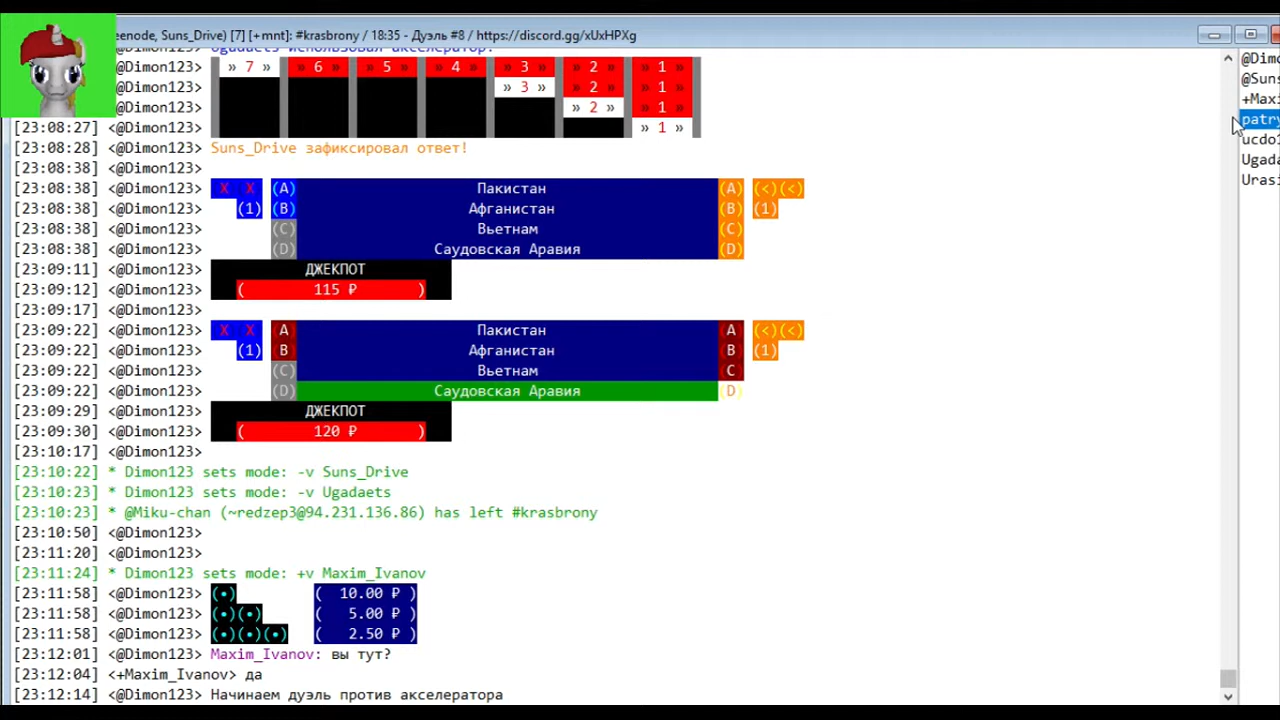 eenode, Suns_Drive) [7] [+mnt]: #krasbrony / 18:35 - Дуэль #8 / https://discord.gg/xUxHPXg
Ugadaets использовал акселератор!
» 7 » » 6 » » 5 » » 4 » » 3 » » 2 » » 1 »
» 3 » » 2 » » 1 »
» 2 » » 1 »
[23:08:27] <@Dimon123> » 1 »
[23:08:28] <@Dimon123> Suns_Drive зафиксировал ответ!
[23:08:38] <@Dimon123>
[23:08:38] <@Dimon123> X X (A) Пакистан (A) (<)(<)
[23:08:38] <@Dimon123> (1) (B) Афганистан (B) (1)
[23:08:38] <@Dimon123> (C) Вьетнам (C)
[23:08:38] <@Dimon123> (D) Саудовская Аравия (D)
[23:09:11] <@Dimon123> ДЖЕКПОТ
[23:09:12] <@Dimon123> ( 115 ₽ )
[23:09:17] <@Dimon123>
[23:09:22] <@Dimon123> X X (A Пакистан A (<)(<)
[23:09:22] <@Dimon123> (1) (B Афганистан B (1)
[23:09:22] <@Dimon123> (C) Вьетнам C
[23:09:22] <@Dimon123> (D) Саудовская Аравия (D)
[23:09:29] <@Dimon123> ДЖЕКПОТ
[23:09:30] <@Dimon123> ( 120 ₽ )
[23:10:17] <@Dimon123>
[23:10:22] * Dimon123 sets mode: -v Suns_Drive
[23:10:23] * Dimon123 sets mode: -v Ugadaets
[23:10:23] * @Miku-chan (~redzep3@94.231.136.86) has left #krasbrony
[23:10:50] <@Dimon123>
[23:11:20] <@Dimon123>
[23:11:24] * Dimon123 sets mode: +v Maxim_Ivanov
[23:11:58] <@Dimon123> (•) ( 10.00 ₽ )
[23:11:58] <@Dimon123> (•)(•) ( 5.00 ₽ )
[23:11:58] <@Dimon123> (•)(•)(•) ( 2.50 ₽ )
[23:12:01] <@Dimon123> Maxim_Ivanov: вы тут?
[23:12:04] <+Maxim_Ivanov> да
[23:12:14] <@Dimon123> Начинаем дуэль против акселератора
@Dimo
@Suns
+Maxi
patry
ucdo1
Ugada
Urasi